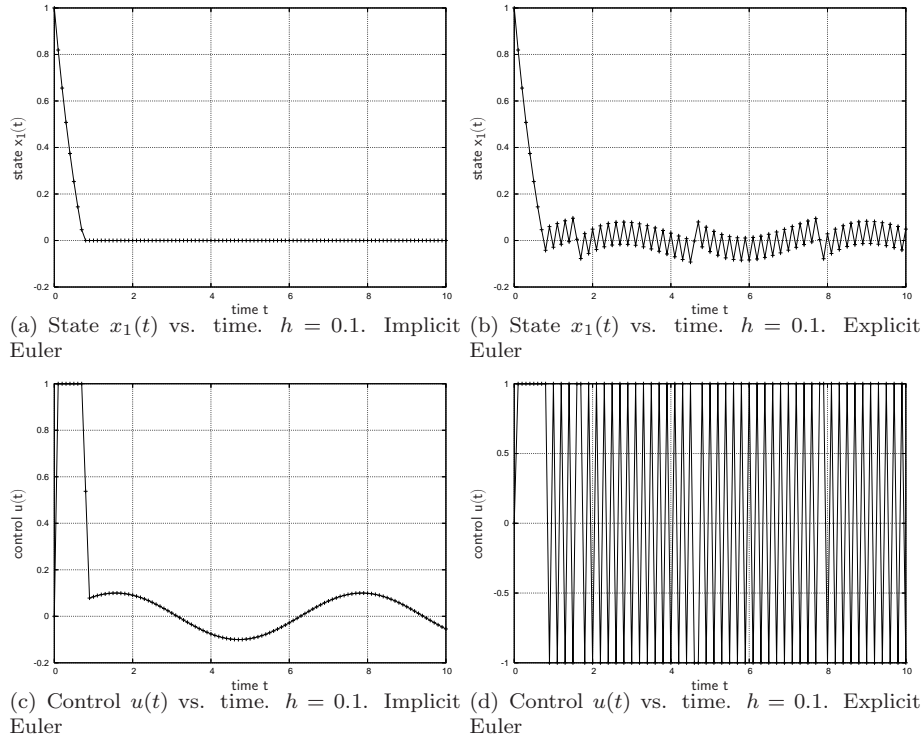 1
0.8
0.6
0.4
0.2
0
-0.2
state x1(t)
0 2 4 6 8 10
time t
(a) State x1(t) vs. time. h = 0.1. Implicit
Euler
1
0.8
0.6
0.4
0.2
0
-0.2
state x1(t)
0 2 4 6 8 10
time t
(b) State x1(t) vs. time. h = 0.1. Explicit
Euler
1
0.8
0.6
0.4
0.2
0
-0.2
control u(t)
0 2 4 6 8 10
time t
(c) Control u(t) vs. time. h = 0.1. Implicit
Euler
1
0.5
0
-0.5
-1
control u(t)
0 2 4 6 8 10
time t
(d) Control u(t) vs. time. h = 0.1. Explicit
Euler